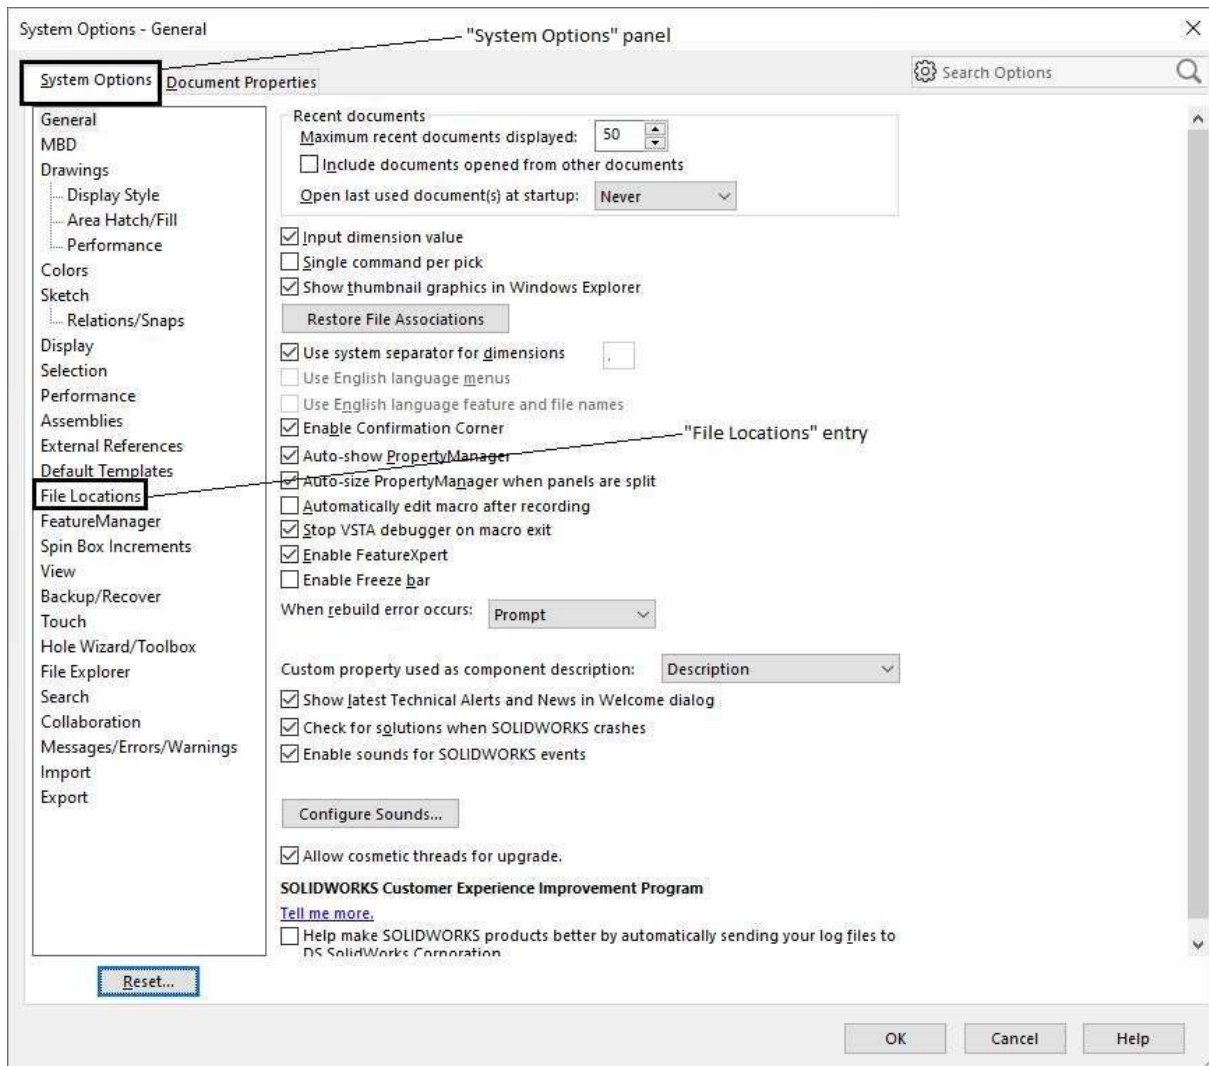 System Options - General
"System Options" panel
System Options
Document Properties
Search Options
General
MBD
Drawings
Display Style
Area Hatch/Fill
Performance
Colors
Sketch
Relations/Snaps
Display
Selection
Performance
Assemblies
External References
Default Templates
File Locations
FeatureManager
Spin Box Increments
View
Backup/Recover
Touch
Hole Wizard/Toolbox
File Explorer
Search
Collaboration
Messages/Errors/Warnings
Import
Export
Reset...
Recent documents
Maximum recent documents displayed: 50
Include documents opened from other documents
Open last used document(s) at startup: Never
Input dimension value
Single command per pick
Show thumbnail graphics in Windows Explorer
Restore File Associations
Use system separator for dimensions .
Use English language menus
Use English language feature and file names
Enable Confirmation Corner
"File Locations" entry
Auto-show PropertyManager
Auto-size PropertyManager when panels are split
Automatically edit macro after recording
Stop VSTA debugger on macro exit
Enable FeatureXpert
Enable Freeze bar
When rebuild error occurs: Prompt
Custom property used as component description: Description
Show latest Technical Alerts and News in Welcome dialog
Check for solutions when SOLIDWORKS crashes
Enable sounds for SOLIDWORKS events
Configure Sounds...
Allow cosmetic threads for upgrade.
SOLIDWORKS Customer Experience Improvement Program
Tell me more.
Help make SOLIDWORKS products better by automatically sending your log files to
DS SolidWorks Corporation
OK
Cancel
Help